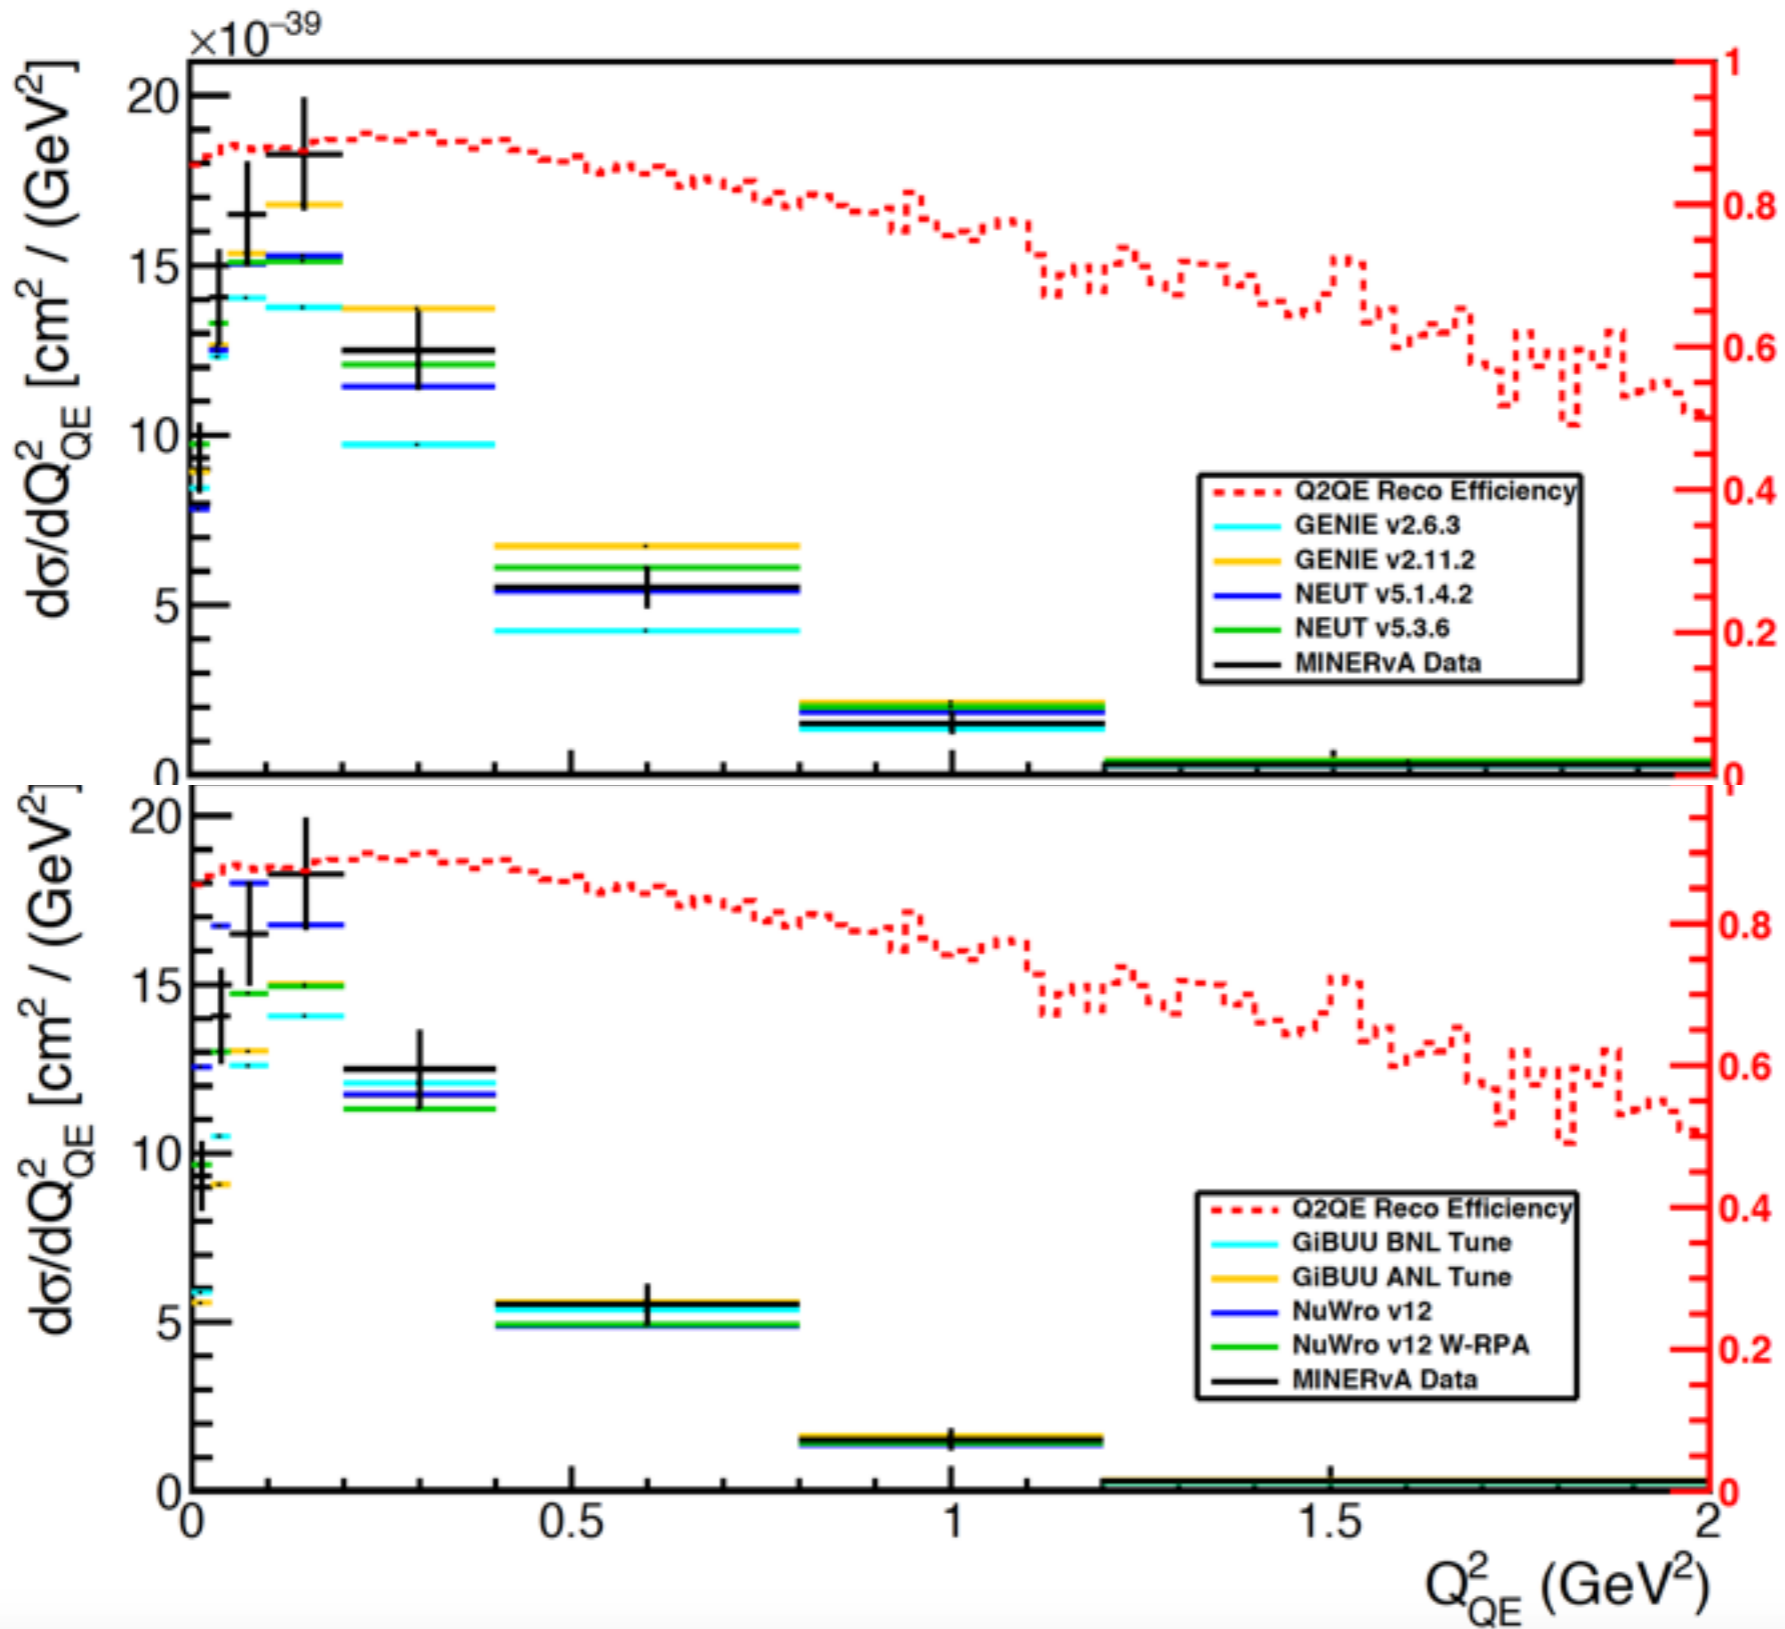 ×10⁻³⁹
dσ/dQ²QE [cm² / (GeV²]
20
15
10
5
0
1
0.8
0.6
0.4
0.2
0
Q2QE Reco Efficiency
GENIE v2.6.3
GENIE v2.11.2
NEUT v5.1.4.2
NEUT v5.3.6
MINERvA Data
dσ/dQ²QE [cm² / (GeV²]
20
15
10
5
0
0.8
0.6
0.4
0.2
0
Q2QE Reco Efficiency
GiBUU BNL Tune
GiBUU ANL Tune
NuWro v12
NuWro v12 W-RPA
MINERvA Data
0 0.5 1 1.5 2
Q²QE (GeV²)